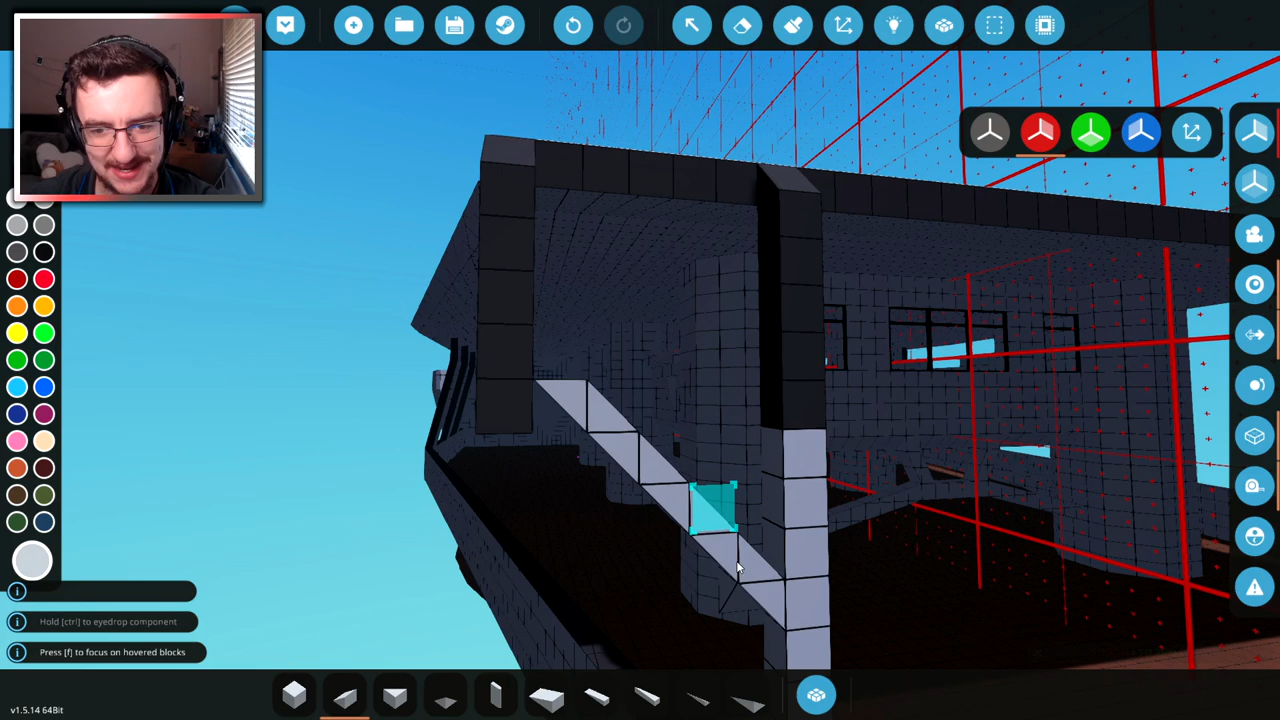 Hold [ctrl] to eyedrop component
Press [f] to focus on hovered blocks
v1.5.14 64Bit